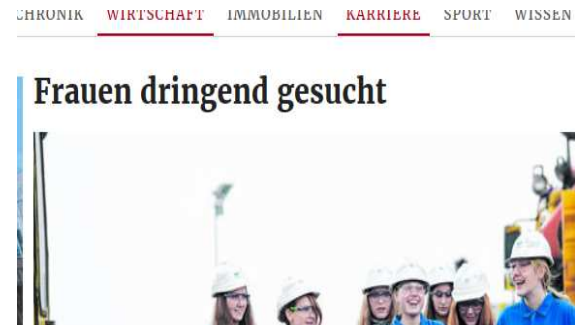 CHRONIK WIRTSCHAFT IMMOBILIEN KARRIERE SPORT WISSEN
Frauen dringend gesucht